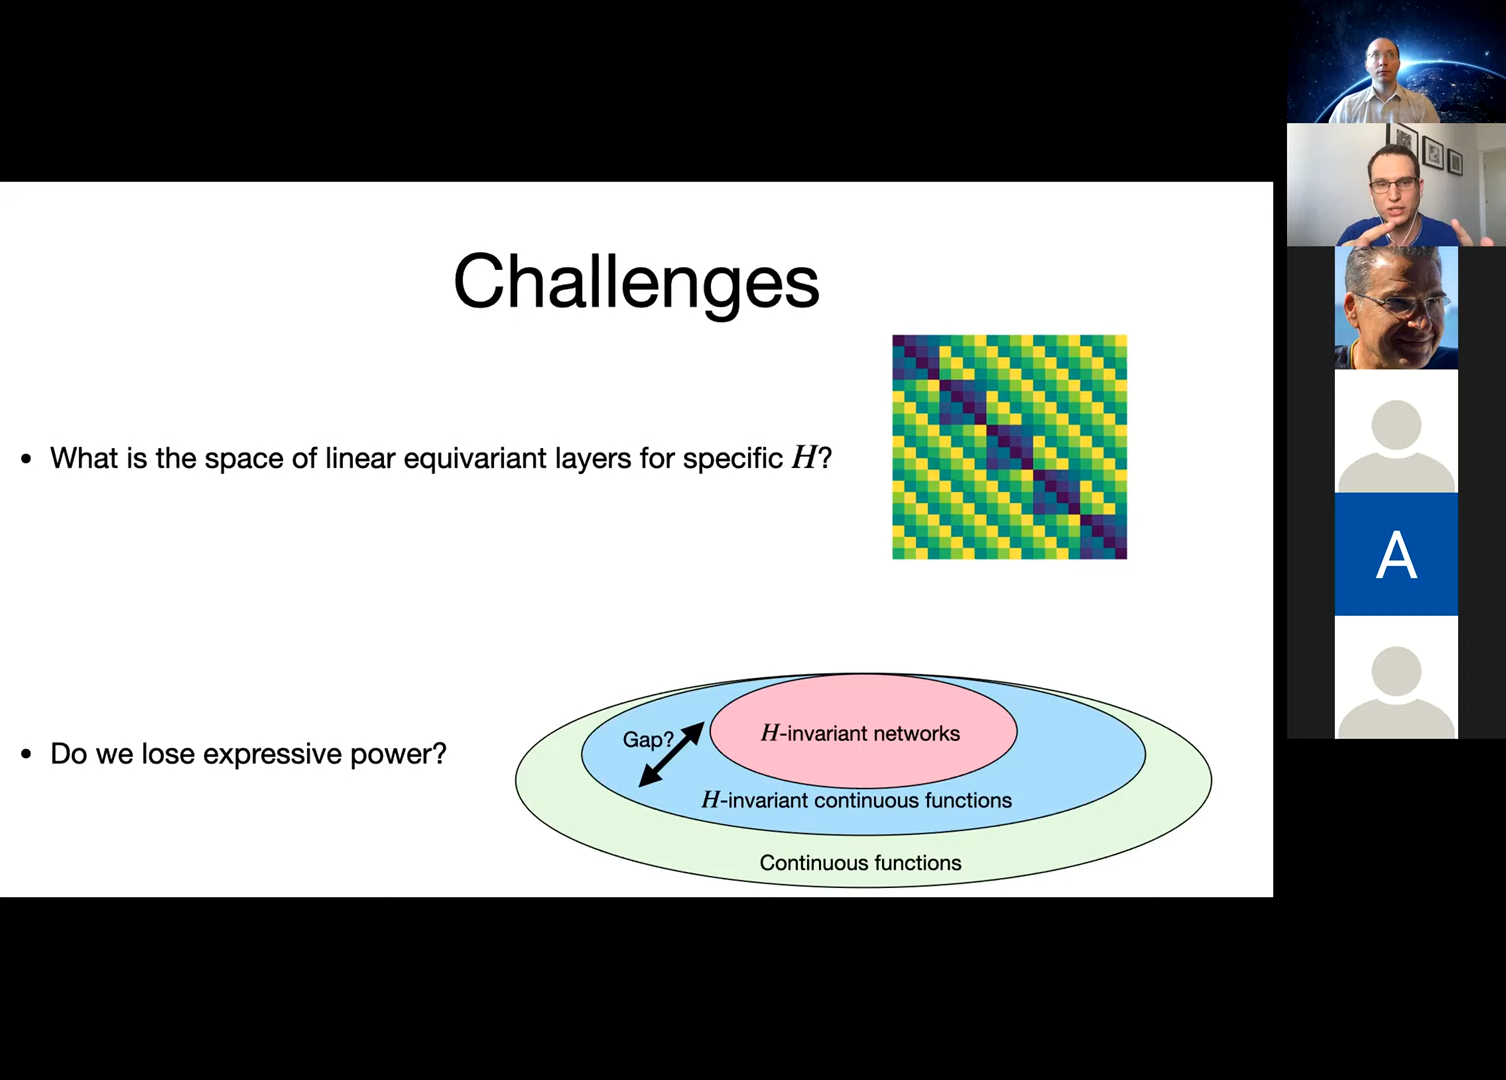 Challenges
• What is the space of linear equivariant layers for specific H?
• Do we lose expressive power?
Gap?
H-invariant networks
H-invariant continuous functions
Continuous functions
A